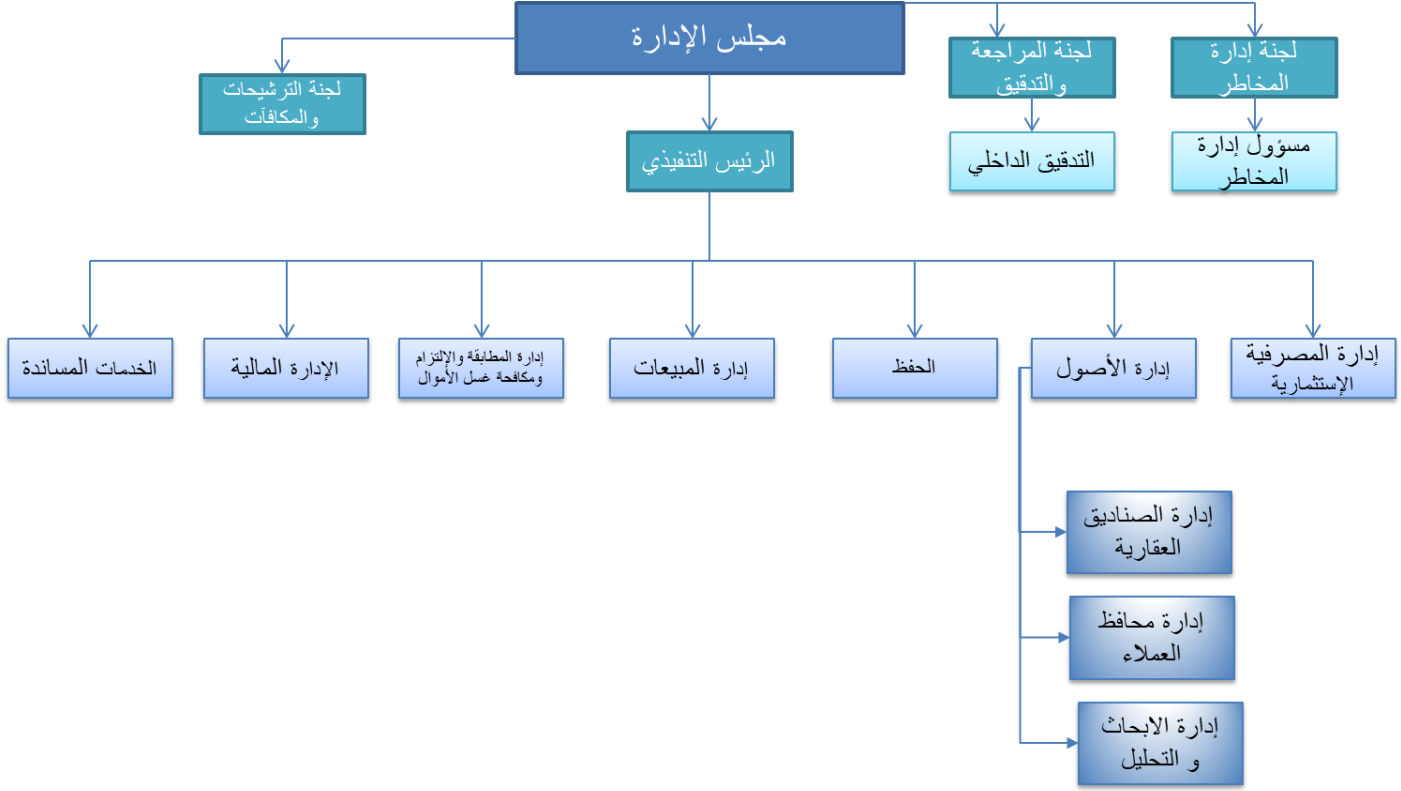 مجلس الإدارة
لجنة إدارة
المخاطر
لجنة المراجعة
والتدقيق
لجنة الترشيحات
والمكافآت
مسؤول إدارة
المخاطر
التدقيق الداخلي
الرئيس التنفيذي
إدارة المصرفية
الإستثمارية
إدارة الأصول
الحفظ
إدارة المبيعات
إدارة المطابقة والإلتزام
ومكافحة غسل الأموال
الإدارة المالية
الخدمات المساندة
إدارة الصناديق
العقارية
إدارة محافظ
العملاء
إدارة الابحاث
و التحليل